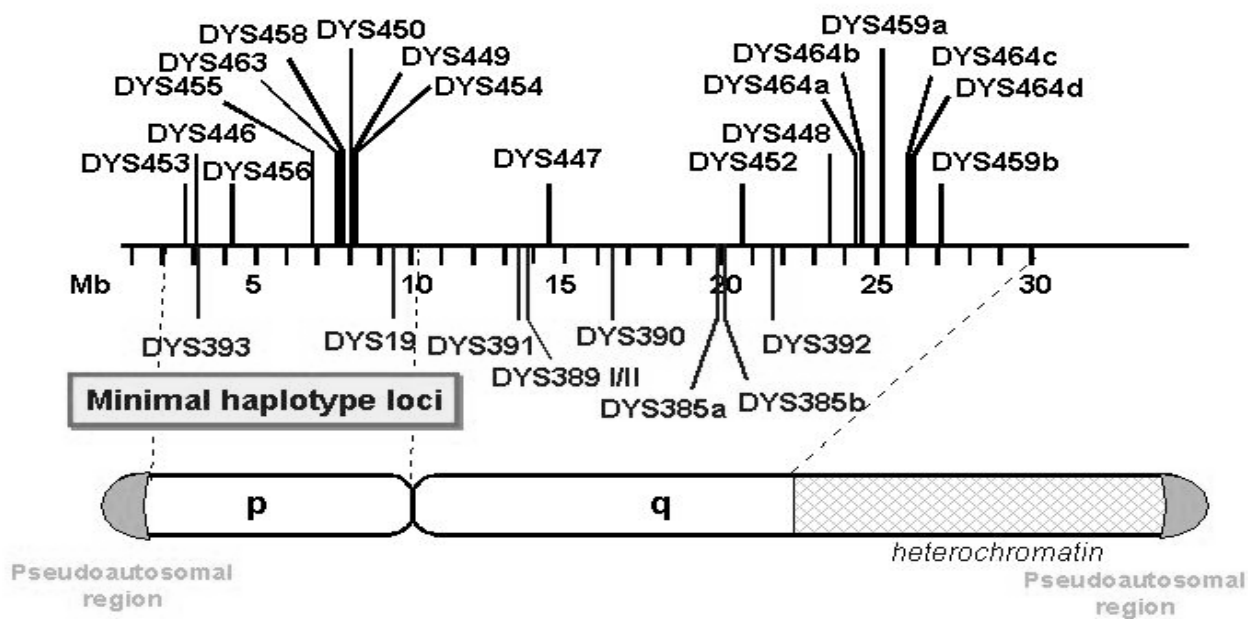 DYS450
DYS459a
DYS458
DYS463
DYS449
DYS464b
DYS464c
DYS455
DYS454
DYS464a
DYS464d
DYS446
DYS448
DYS453
DYS456
DYS447
DYS452
DYS459b
Mb 5 10 15 20 25 30
DYS393
DYS19
DYS391
DYS390
DYS392
DYS389 I/II
DYS385a
DYS385b
Minimal haplotype loci
p
q
heterochromatin
Pseudoautosomal
region
Pseudoautosomal
region